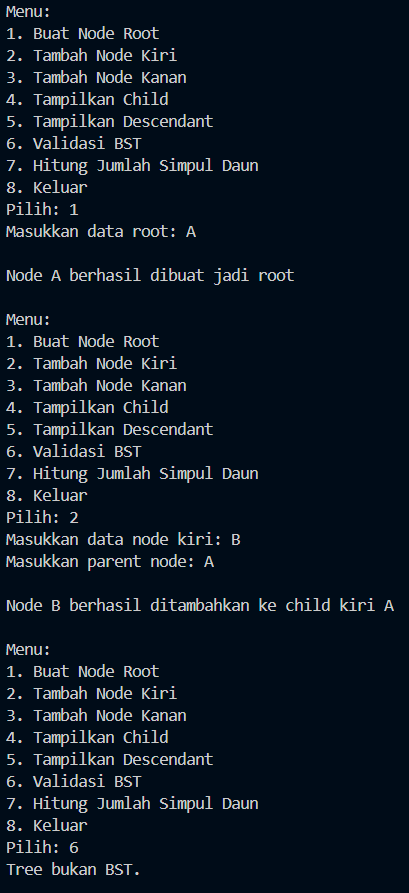 Menu:
1. Buat Node Root
2. Tambah Node Kiri
3. Tambah Node Kanan
4. Tampilkan Child
5. Tampilkan Descendant
6. Validasi BST
7. Hitung Jumlah Simpul Daun
8. Keluar
Pilih: 1
Masukkan data root: A

Node A berhasil dibuat jadi root

Menu:
1. Buat Node Root
2. Tambah Node Kiri
3. Tambah Node Kanan
4. Tampilkan Child
5. Tampilkan Descendant
6. Validasi BST
7. Hitung Jumlah Simpul Daun
8. Keluar
Pilih: 2
Masukkan data node kiri: B
Masukkan parent node: A

Node B berhasil ditambahkan ke child kiri A

Menu:
1. Buat Node Root
2. Tambah Node Kiri
3. Tambah Node Kanan
4. Tampilkan Child
5. Tampilkan Descendant
6. Validasi BST
7. Hitung Jumlah Simpul Daun
8. Keluar
Pilih: 6
Tree bukan BST.